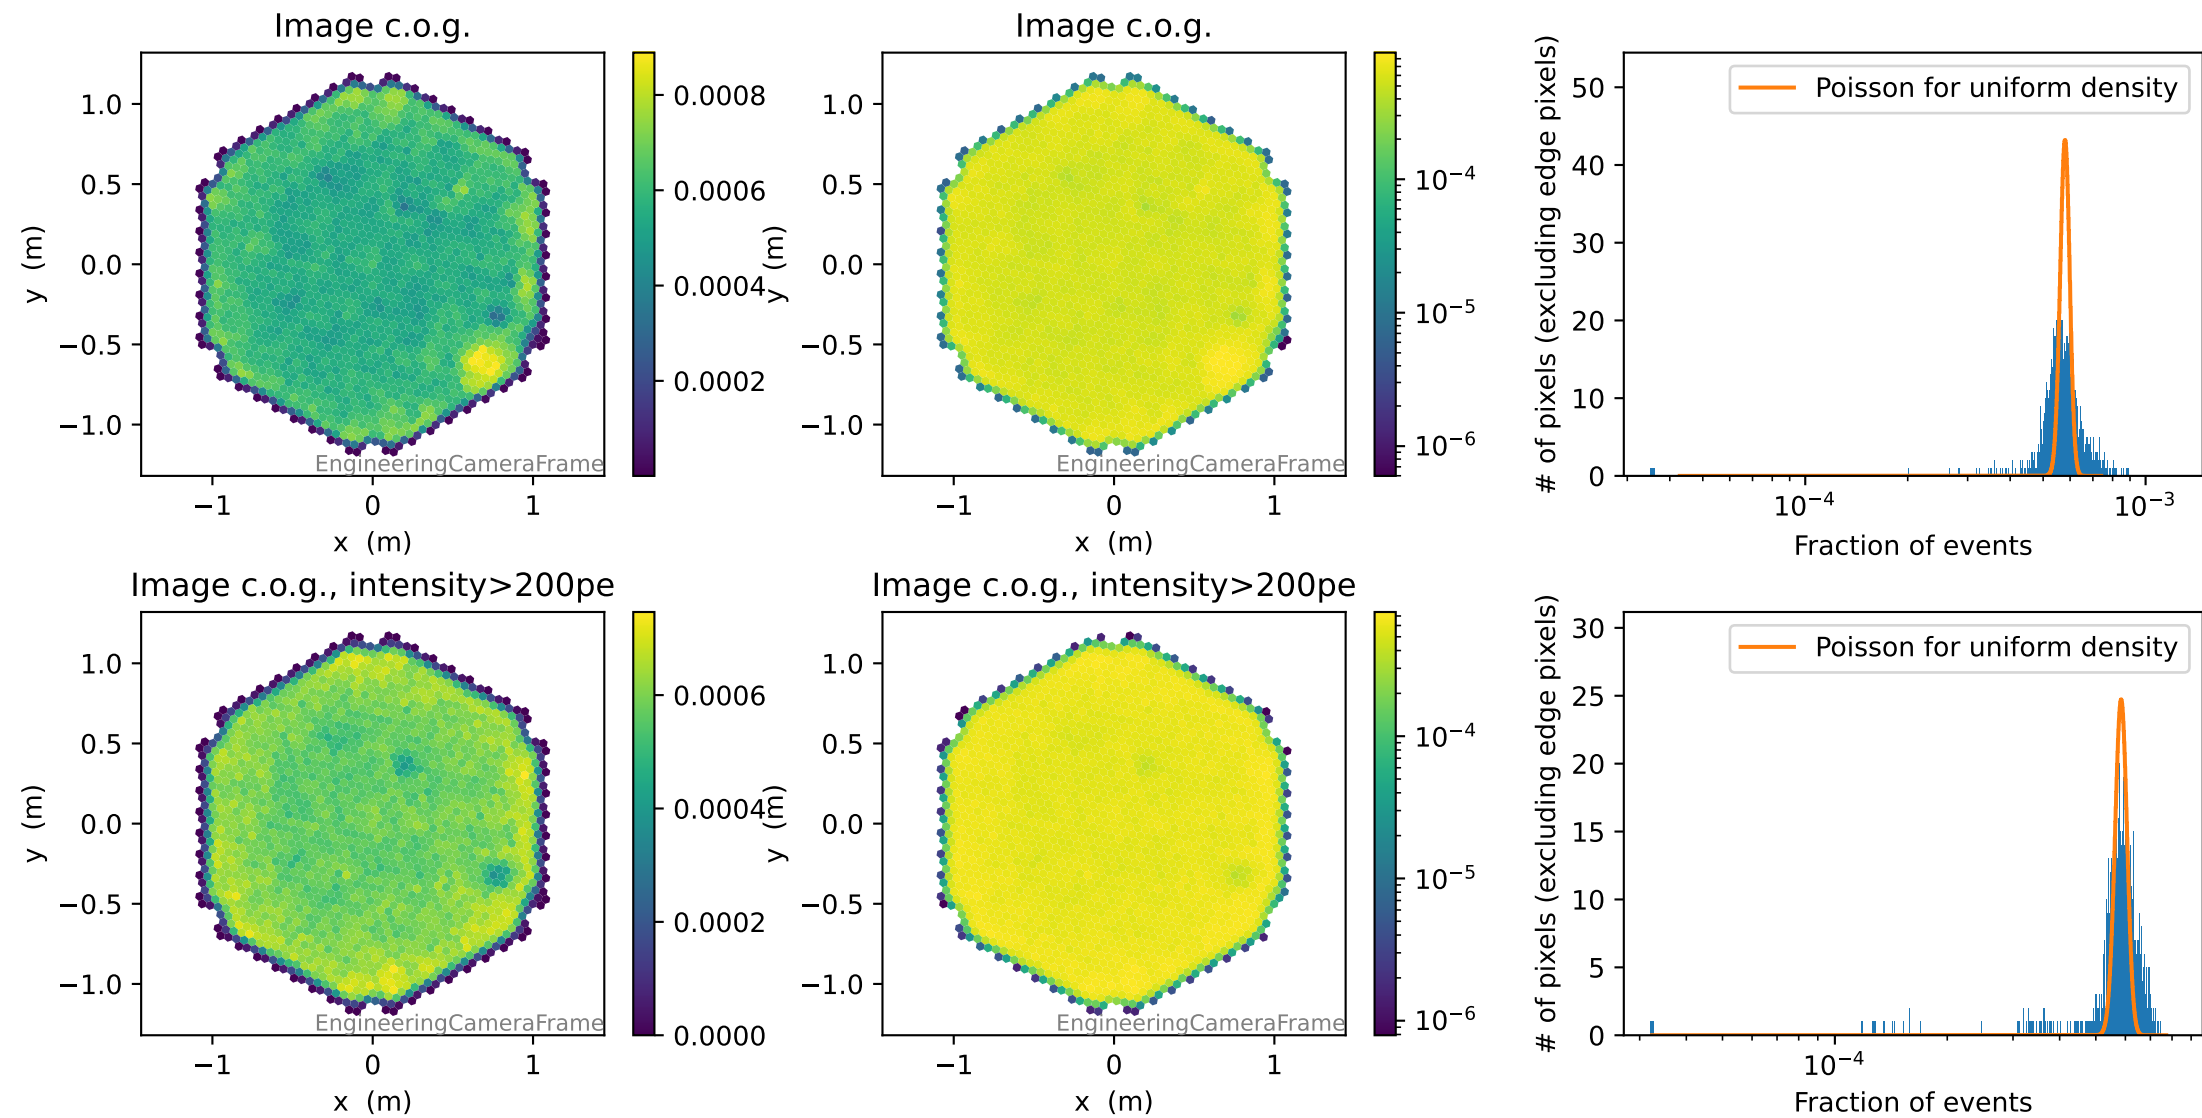 Image c.o.g.
1.0
0.5
0.0
−0.5
−1.0
y (m)
EngineeringCameraFrame
−1
0
1
x (m)
0.0008
0.0006
0.0004
0.0002
Image c.o.g.
1.0
0.5
0.0
−0.5
−1.0
y (m)
EngineeringCameraFrame
−1
0
1
x (m)
10⁻⁴
10⁻⁵
10⁻⁶
Poisson for uniform density
50
40
30
20
10
0
# of pixels (excluding edge pixels)
10⁻⁴
10⁻³
Fraction of events
Image c.o.g., intensity>200pe
1.0
0.5
0.0
−0.5
−1.0
y (m)
EngineeringCameraFrame
−1
0
1
x (m)
0.0006
0.0004
0.0002
0.0000
Image c.o.g., intensity>200pe
1.0
0.5
0.0
−0.5
−1.0
y (m)
EngineeringCameraFrame
−1
0
1
x (m)
10⁻⁴
10⁻⁵
10⁻⁶
Poisson for uniform density
30
25
20
15
10
5
0
# of pixels (excluding edge pixels)
10⁻⁴
Fraction of events